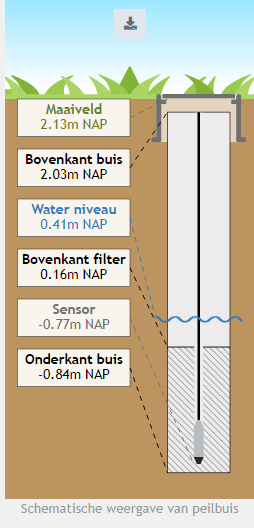 Maaiveld
2.13m NAP
Bovenkant buis
2.03m NAP
Water niveau
0.41m NAP
Bovenkant filter
0.16m NAP
Sensor
-0.77m NAP
Onderkant buis
-0.84m NAP
Schematische weergave van peilbuis